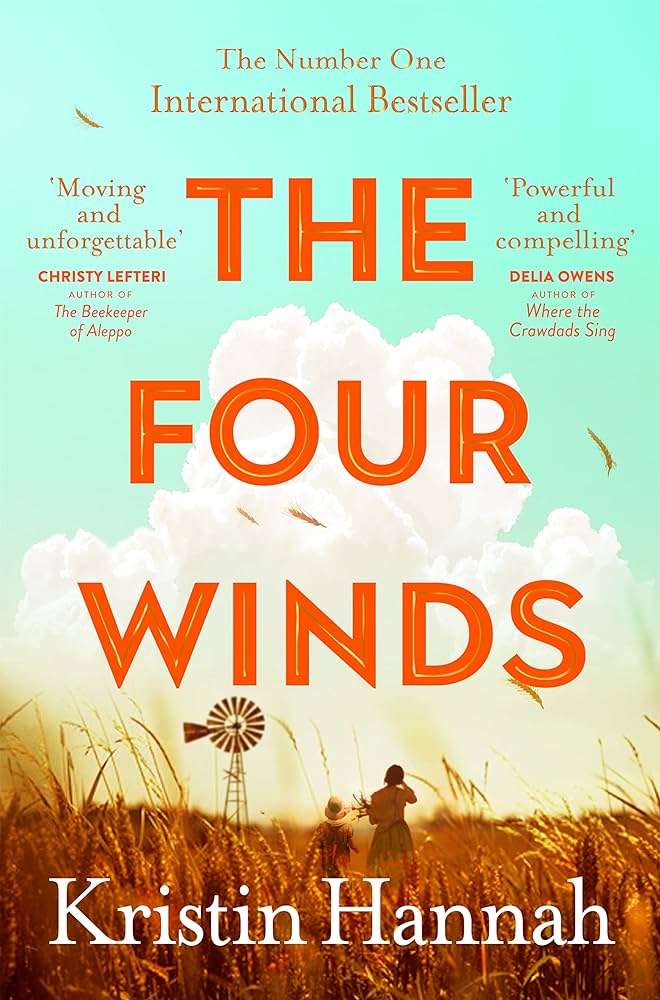 The Number One
International Bestseller
‘Moving
and
unforgettable’
CHRISTY LEFTERI
AUTHOR OF
The Beekeeper
of Aleppo
‘Powerful
and
compelling’
DELIA OWENS
AUTHOR OF
Where the
Crawdads Sing
THE
FOUR
WINDS
Kristin Hannah